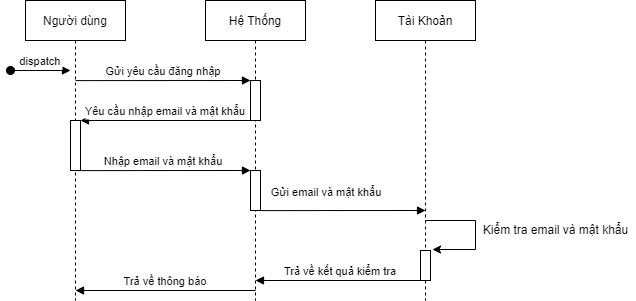 Người dùng
Hệ Thống
Tài Khoản
dispatch
Gửi yêu cầu đăng nhập
Yêu cầu nhập email và mật khẩu
Nhập email và mật khẩu
Gửi email và mật khẩu
Kiểm tra email và mật khẩu
Trả về kết quả kiểm tra
Trả về thông báo